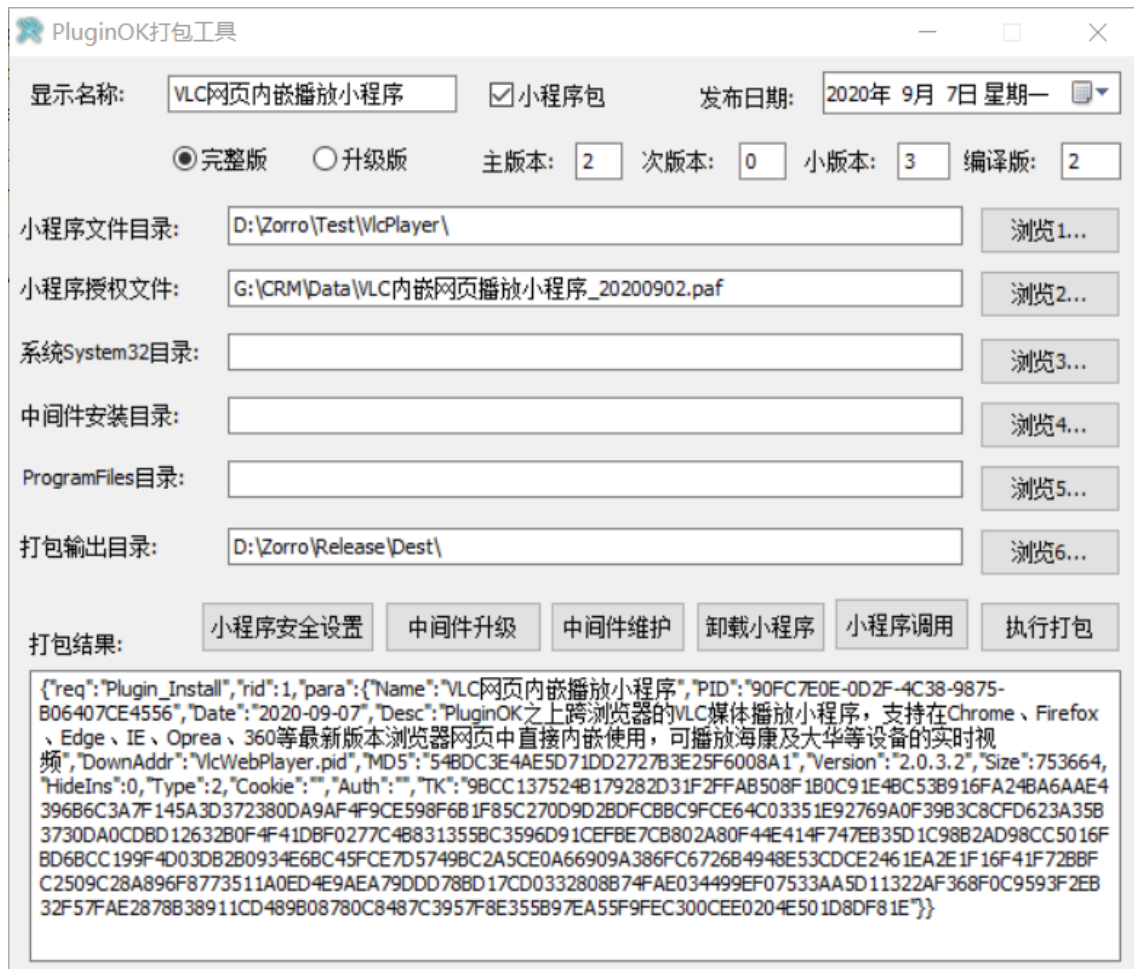 PluginOK打包工具
显示名称: VLC网页内嵌播放小程序 小程序包 发布日期: 2020年 9月 7日 星期一
完整版 升级版 主版本: 2 次版本: 0 小版本: 3 编译版: 2
小程序文件目录: D:\Zorro\Test\VlcPlayer\ 浏览1...
小程序授权文件: G:\CRM\Data\VLC内嵌网页播放小程序_20200902.paf 浏览2...
系统System32目录: 浏览3...
中间件安装目录: 浏览4...
ProgramFiles目录: 浏览5...
打包输出目录: D:\Zorro\Release\Dest\ 浏览6...
打包结果: 小程序安全设置 中间件升级 中间件维护 卸载小程序 小程序调用 执行打包
{"req":"Plugin_Install","rid":1,"para":{"Name":"VLC网页内嵌播放小程序","PID":"90FC7E0E-0D2F-4C38-9875-
B06407CE4556","Date":"2020-09-07","Desc":"PluginOK之上跨浏览器的VLC媒体播放小程序，支持在Chrome、Firefox
、Edge、IE、Oprea、360等最新版本浏览器网页中直接内嵌使用，可播放海康及大华等设备的实时视
频","DownAddr":"VlcWebPlayer.pid","MD5":"54BDC3E4AE5D71DD2727B3E25F6008A1","Version":"2.0.3.2","Size":753664,
"HideIns":0,"Type":2,"Cookie":"","Auth":"","TK":"9BCC137524B179282D31F2FFAB508F1B0C91E4BC53B916FA24BA6AAE4
396B6C3A7F145A3D372380DA9AF4F9CE598F6B1F85C270D9D2BDFCBBC9FCE64C03351E92769A0F39B3C8CFD623A35B
3730DA0CDBD12632B0F4F41DBF0277C4B831355BC3596D91CEFBE7CB802A80F44E414F747EB35D1C98B2AD98CC5016F
BD6BCC199F4D03DB2B0934E6BC45FCE7D5749BC2A5CE0A66909A386FC6726B4948E53CDCE2461EA2E1F16F41F72BBF
C2509C28A896F8773511A0ED4E9AEA79DDD78BD17CD0332808B74FAE034499EF07533AA5D11322AF368F0C9593F2EB
32F57FAE2878B38911CD489B08780C8487C3957F8E355B97EA55F9FEC300CEE0204E501D8DF81E"}}